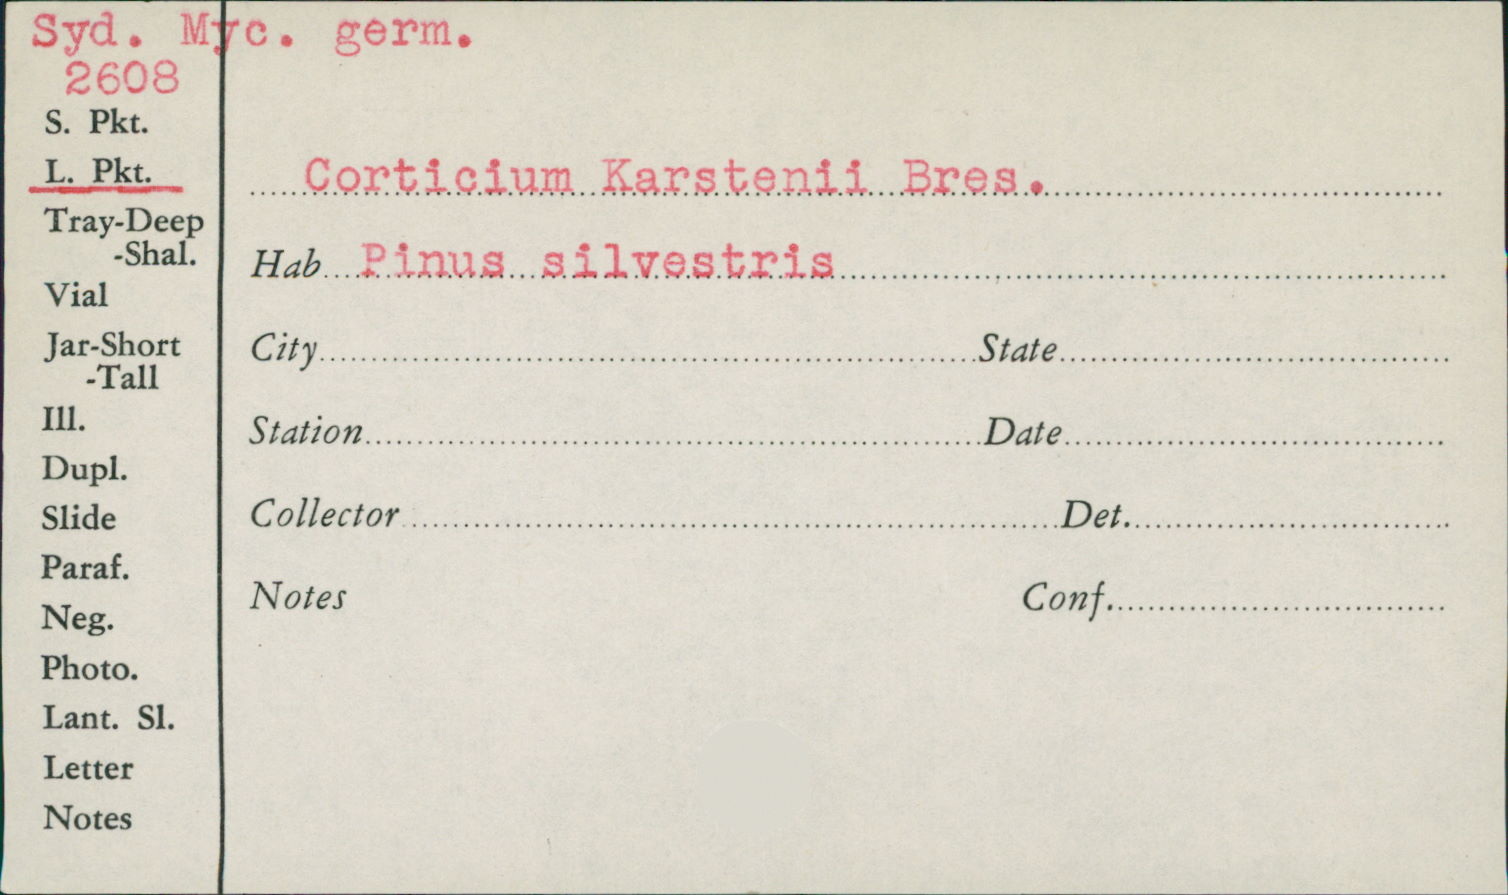 Syd. Myc. germ.
2608
S. Pkt.
L. Pkt.
Tray-Deep
-Shal.
Vial
Jar-Short
-Tall
Ill.
Dupl.
Slide
Paraf.
Neg.
Photo.
Lant. Sl.
Letter
Notes
Corticium Karstenii Bres.
Hab Pinus silvestris
City State
Station Date
Collector Det.
Notes Conf.